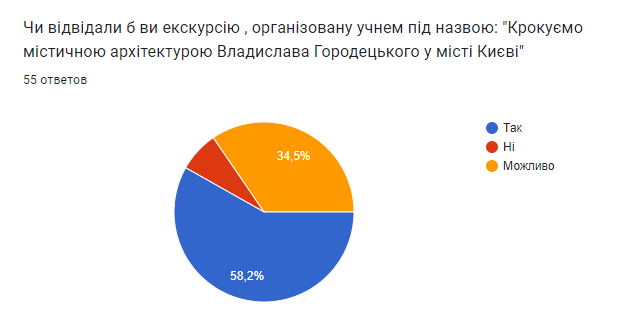 Чи відвідали б ви екскурсію , організовану учнем під назвою: "Крокуємо
містичною архітектурою Владислава Городецького у місті Києві"
55 ответов
Так
Ні
Можливо
34,5%
58,2%